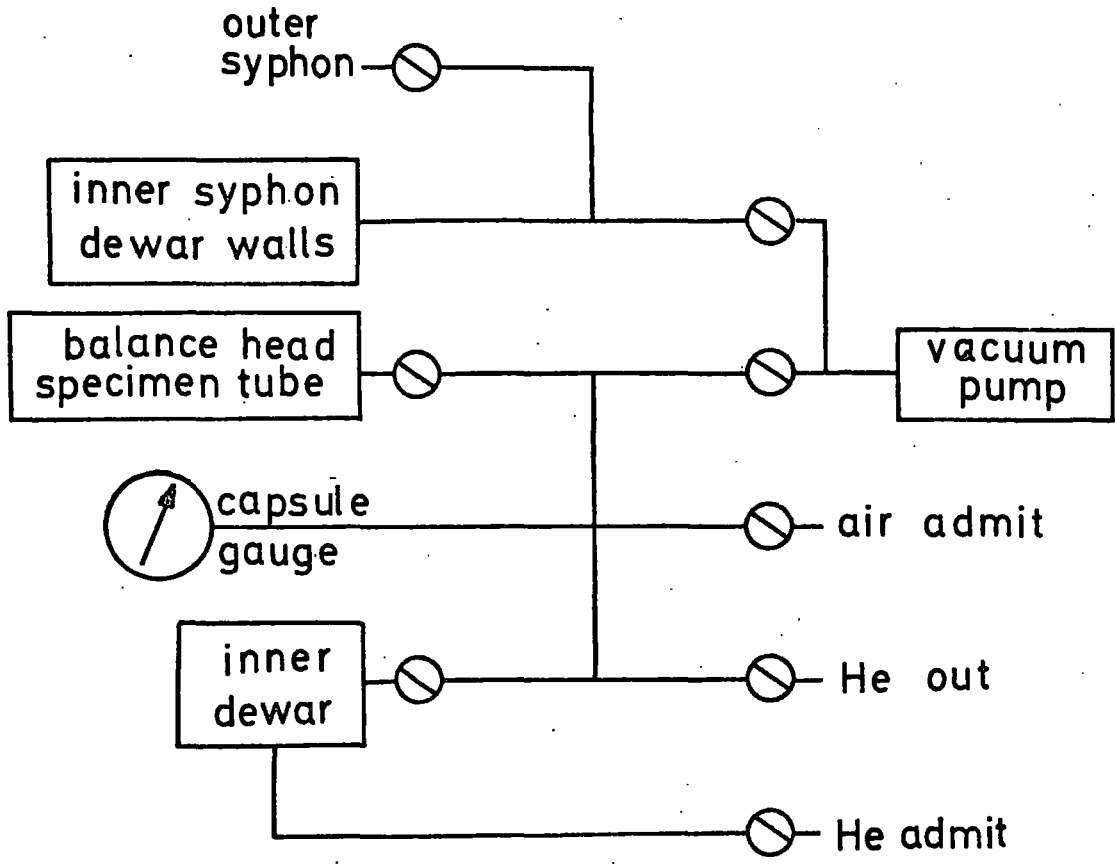 outer
syphon
inner syphon
dewar walls
balance head
specimen tube
vacuum
pump
capsule
gauge
air admit
inner
dewar
He out
He admit